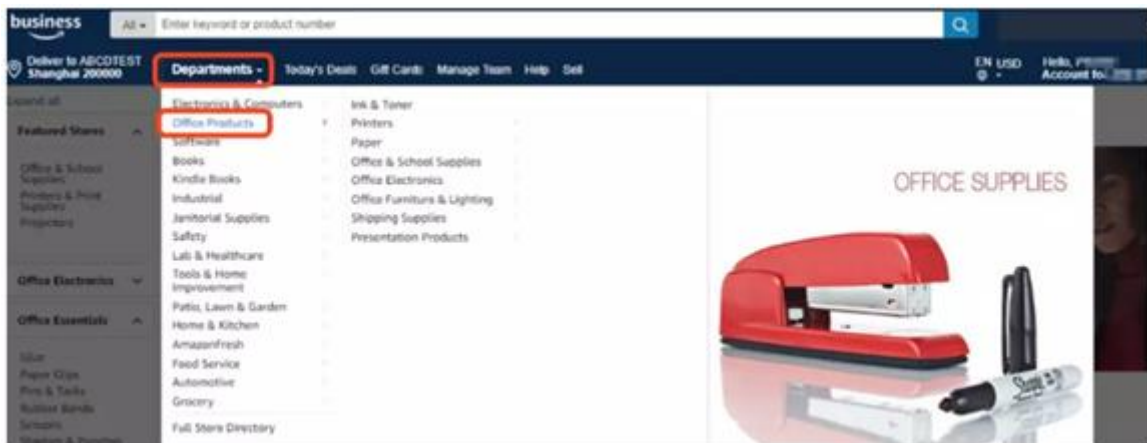 business
All
Enter keyword or product number
Deliver to ABCDTEST
Shanghai 200000
Departments
Today's Deals
Gift Cards
Manage Team
Help
Sell
EN
USD
Hello,
Account for
Expand all
Featured Stores
Office & School
Supplies
Printers & Print
Supplies
Projectors
Office Electronics
Office Essentials
Glue
Paper Clips
Pins & Tacks
Rubber Bands
Scissors
Electronics & Computers
Office Products
Software
Books
Kindle Books
Industrial
Janitorial Supplies
Safety
Lab & Healthcare
Tools & Home
Improvement
Patio, Lawn & Garden
Home & Kitchen
AmazonFresh
Food Service
Automotive
Grocery
Full Store Directory
Ink & Toner
Printers
Paper
Office & School Supplies
Office Electronics
Office Furniture & Lighting
Shipping Supplies
Presentation Products
OFFICE SUPPLIES
Sharpie